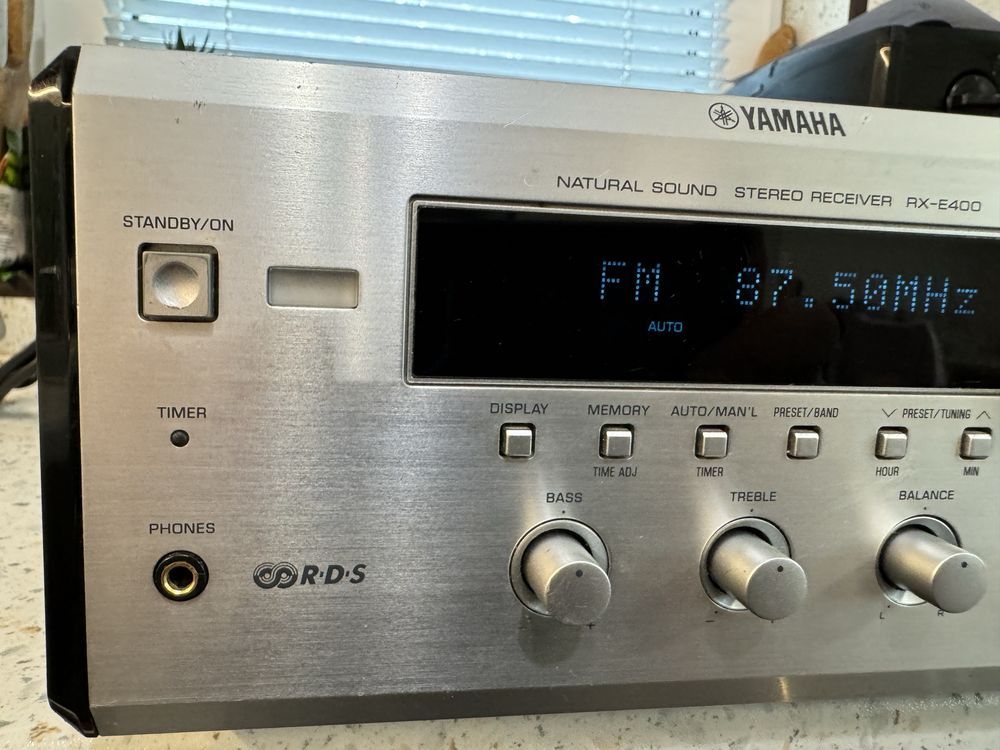 YAMAHA
NATURAL SOUND STEREO RECEIVER RX-E400
STANDBY/ON
FM 87.50MHz
AUTO
TIMER
DISPLAY MEMORY AUTO/MAN'L PRESET/BAND PRESET/TUNING
TIME ADJ TIMER HOUR MIN
BASS TREBLE BALANCE
PHONES
R·D·S
+ −
L R